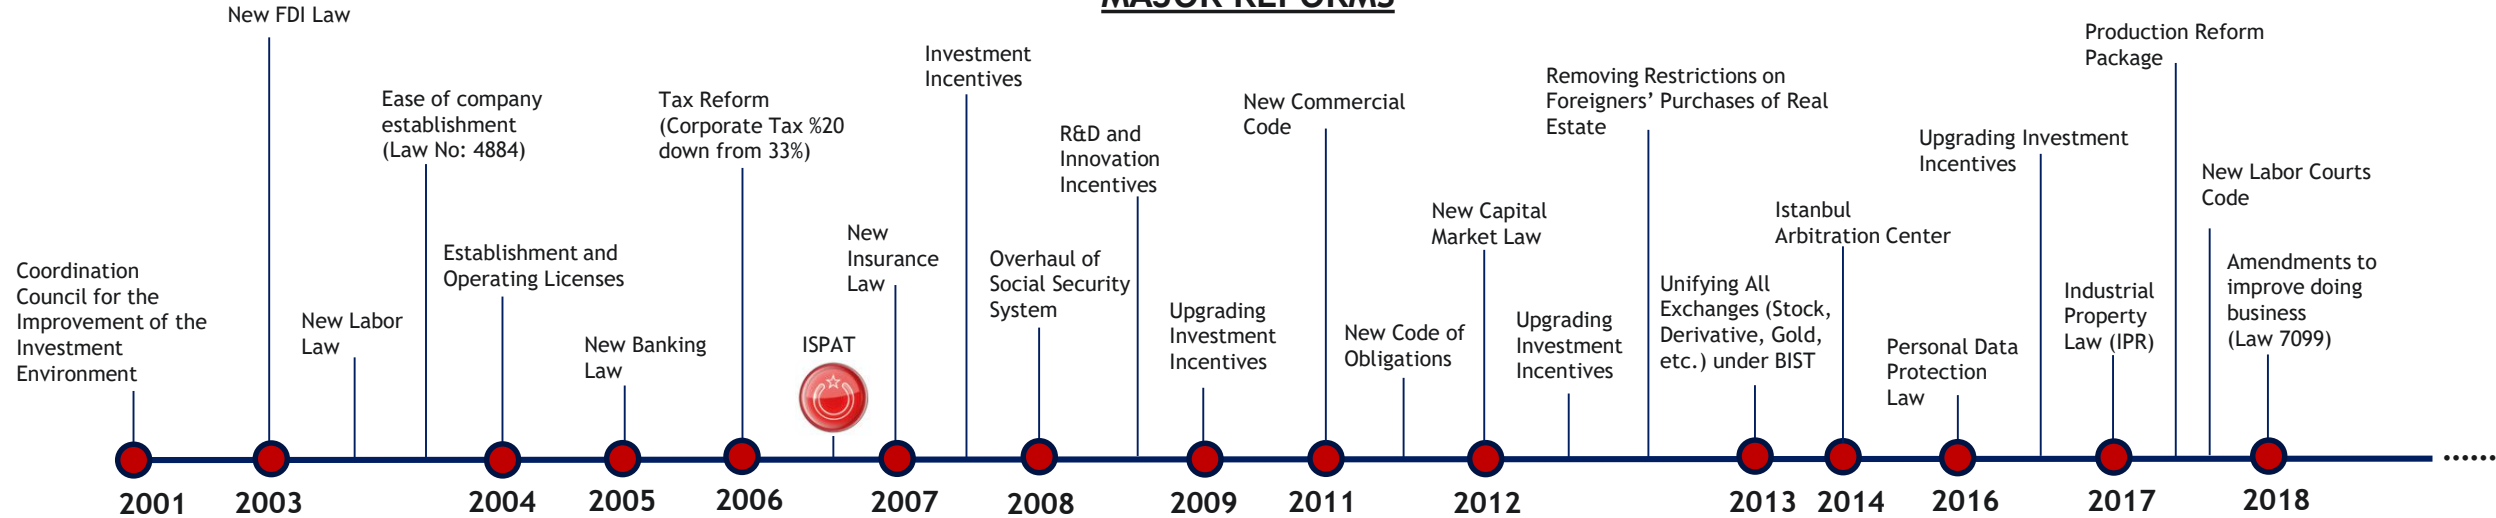 MAJOR REFORMS
New FDI Law
Production Reform
Package
Investment
Incentives
Removing Restrictions on
Foreigners’ Purchases of Real
Estate
Ease of company
establishment
(Law No: 4884)
Tax Reform
(Corporate Tax %20
down from 33%)
New Commercial
Code
R&D and
Innovation
Incentives
Upgrading Investment
Incentives
New Labor Courts
Code
New Capital
Market Law
Istanbul
Arbitration Center
New
Insurance
Law
Establishment and
Operating Licenses
Overhaul of
Social Security
System
Amendments to
improve doing
business
(Law 7099)
Coordination
Council for the
Improvement of the
Investment
Environment
Unifying All
Exchanges (Stock,
Derivative, Gold,
etc.) under BIST
Industrial
Property
Law (IPR)
New Labor
Law
Upgrading
Investment
Incentives
New Code of
Obligations
Upgrading
Investment
Incentives
New Banking
Law
ISPAT
Personal Data
Protection
Law
......
2001
2003
2004
2005
2006
2007
2008
2009
2011
2012
2013
2014
2016
2017
2018